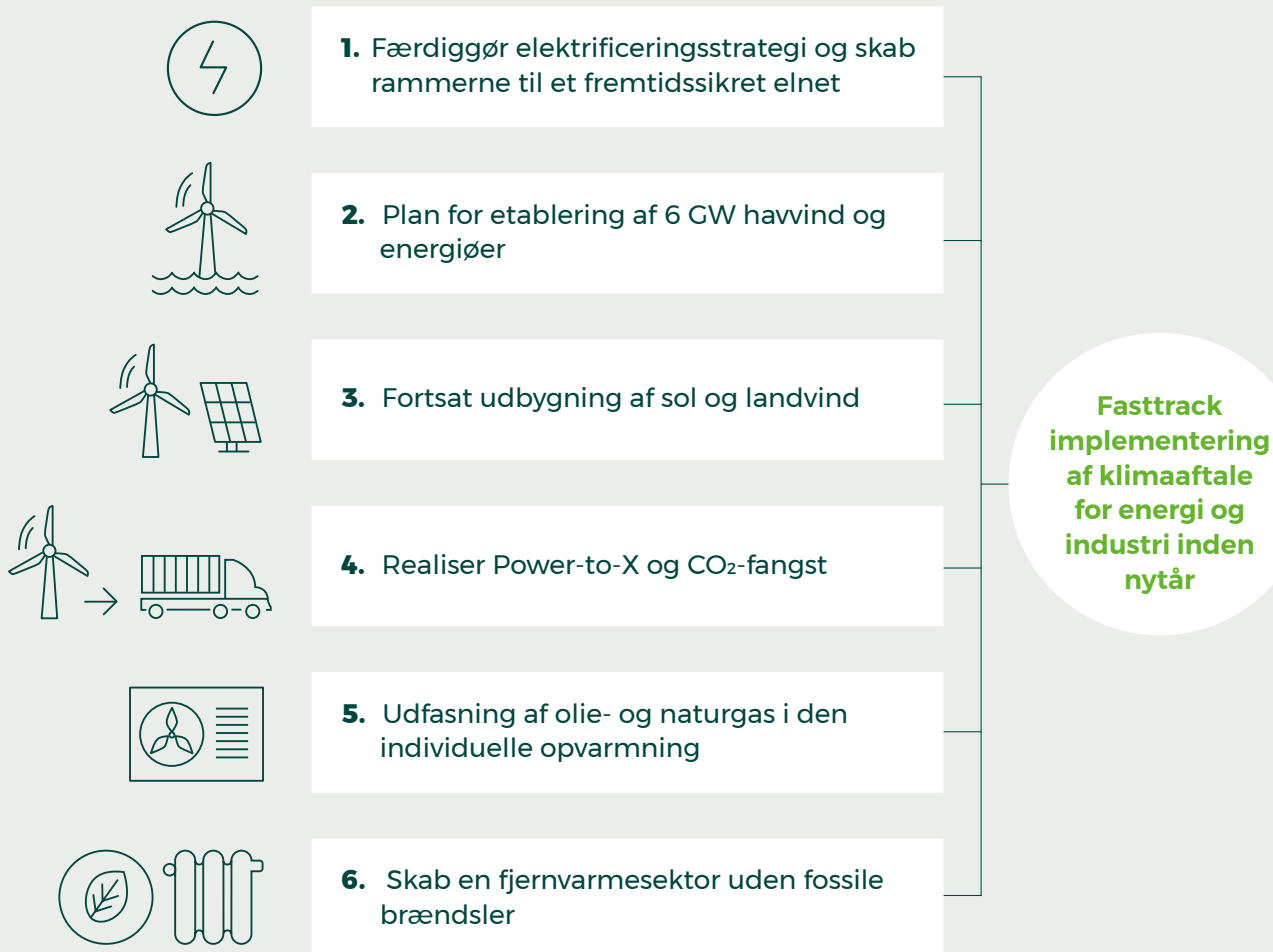 1. Færdiggør elektrificeringsstrategi og skab
rammerne til et fremtidssikret elnet
2. Plan for etablering af 6 GW havvind og
energiøer
3. Fortsat udbygning af sol og landvind
4. Realiser Power-to-X og CO₂-fangst
5. Udfasning af olie- og naturgas i den
individuelle opvarmning
6. Skab en fjernvarmesektor uden fossile
brændsler
Fasttrack
implementering
af klimaaftale
for energi og
industri inden
nytår